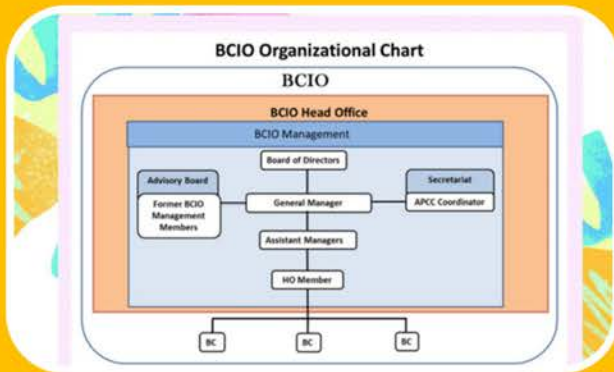 BCIO Organizational Chart
BCIO
BCIO Head Office
BCIO Management
Board of Directors
Advisory Board
Secretariat
Former BCIO
Management
Members
General Manager
APCC Coordinator
Assistant Managers
HO Member
BC
BC
BC